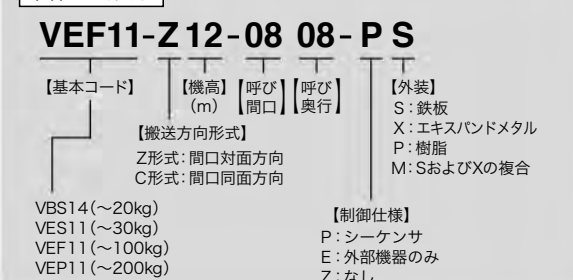 VEF11-Z 12-08 08-P S
【基本コード】
【機高】
(m)
【呼び
間口】
【呼び
奥行】
【外装】
S：鉄板
X：エキスパンドメタル
P：樹脂
M：SおよびXの複合
【搬送方向形式】
Z形式：間口対面方向
C形式：間口同面方向
VBS14(〜20kg)
VES11(〜30kg)
VEF11(〜100kg)
VEP11(〜200kg)
【制御仕様】
P：シーケンサ
E：外部機器のみ
Z：なし